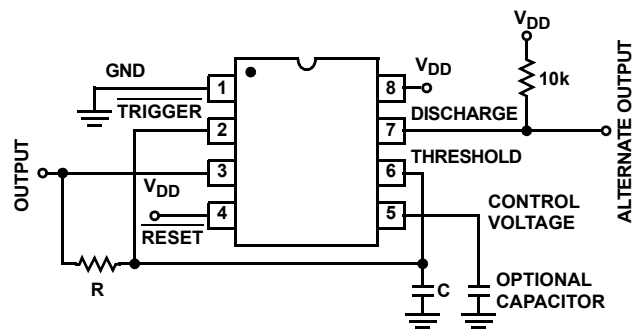 V_DD
GND
1
8
V_DD
10k
TRIGGER
2
7
DISCHARGE
ALTERNATE OUTPUT
OUTPUT
V_DD
3
6
THRESHOLD
4
5
CONTROL
VOLTAGE
RESET
R
C
OPTIONAL
CAPACITOR